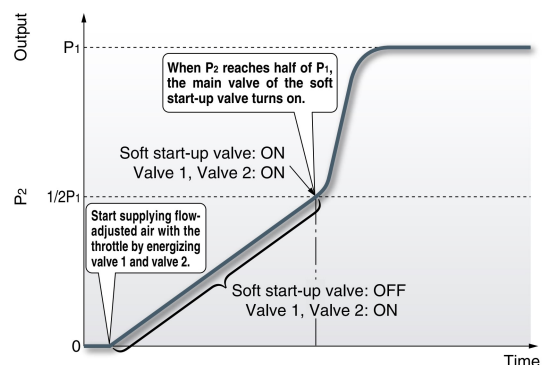 Output
P1
When P2 reaches half of P1,
the main valve of the soft
start-up valve turns on.
Soft start-up valve: ON
Valve 1, Valve 2: ON
P2
1/2P1
Start supplying flow-
adjusted air with the
throttle by energizing
valve 1 and valve 2.
Soft start-up valve: OFF
Valve 1, Valve 2: ON
0
Time